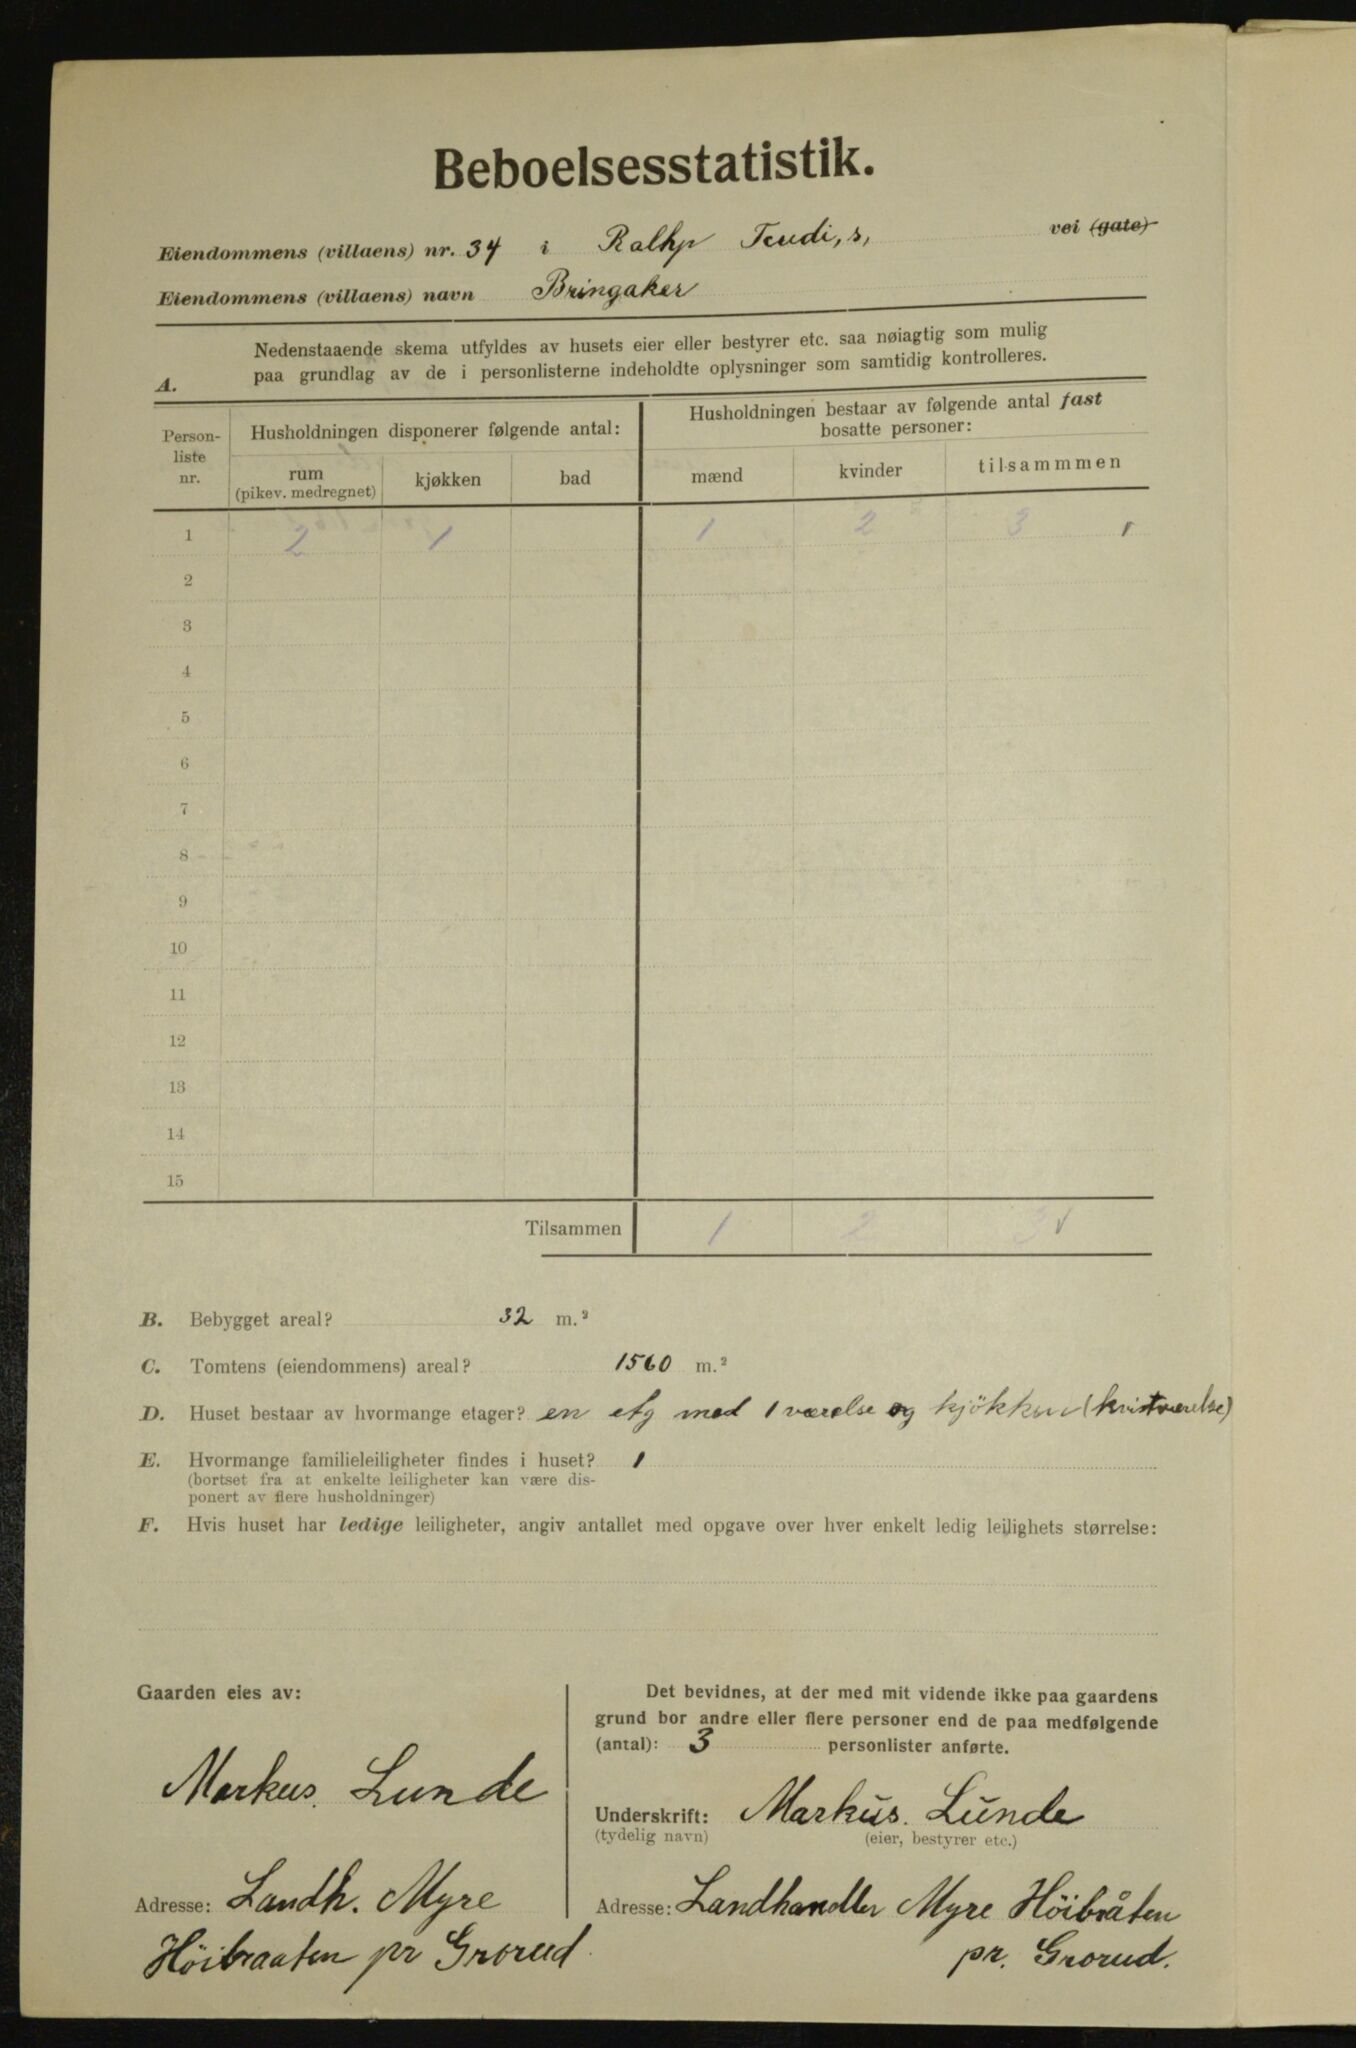 Beboelsesstatistik.
Eiendommens (villaens) nr. 34 i Ralhp Teudi,s, vei (gate)
Eiendommens (villaens) navn Bringaker
Nedenstaaende skema utfyldes av husets eier eller bestyrer etc. saa nøiagtig som mulig
A. paa grundlag av de i personlisterne indeholdte oplysninger som samtidig kontrolleres.
Person-liste nr. Husholdningen disponerer følgende antal: Husholdningen bestaar av følgende antal fast bosatte personer:
rum (pikev. medregnet) kjøkken bad mænd kvinder tilsammmen
1 2 1 1 2 3
2
3
4
5
6
7
8
9
10
11
12
13
14
15
Tilsammen 1 2 3
B. Bebygget areal? 32 m.²
C. Tomtens (eiendommens) areal? 1560 m.²
D. Huset bestaar av hvormange etager? en etg med 1 værelse og kjökken (kvistværelse)
E. Hvormange familieleiligheter findes i huset? 1
(bortset fra at enkelte leiligheter kan være dis-
ponert av flere husholdninger)
F. Hvis huset har ledige leiligheter, angiv antallet med opgave over hver enkelt ledig leilighets størrelse:
Gaarden eies av:
Markus. Lunde
Adresse: Landh. Myre
Höibraaten pr Grorud.
Det bevidnes, at der med mit vidende ikke paa gaardens
grund bor andre eller flere personer end de paa medfølgende
(antal): 3 personlister anførte.
Underskrift: Markus. Lunde
(tydelig navn) (eier, bestyrer etc.)
Adresse: Landhandler Myre Höibråten
pr. Grorud.